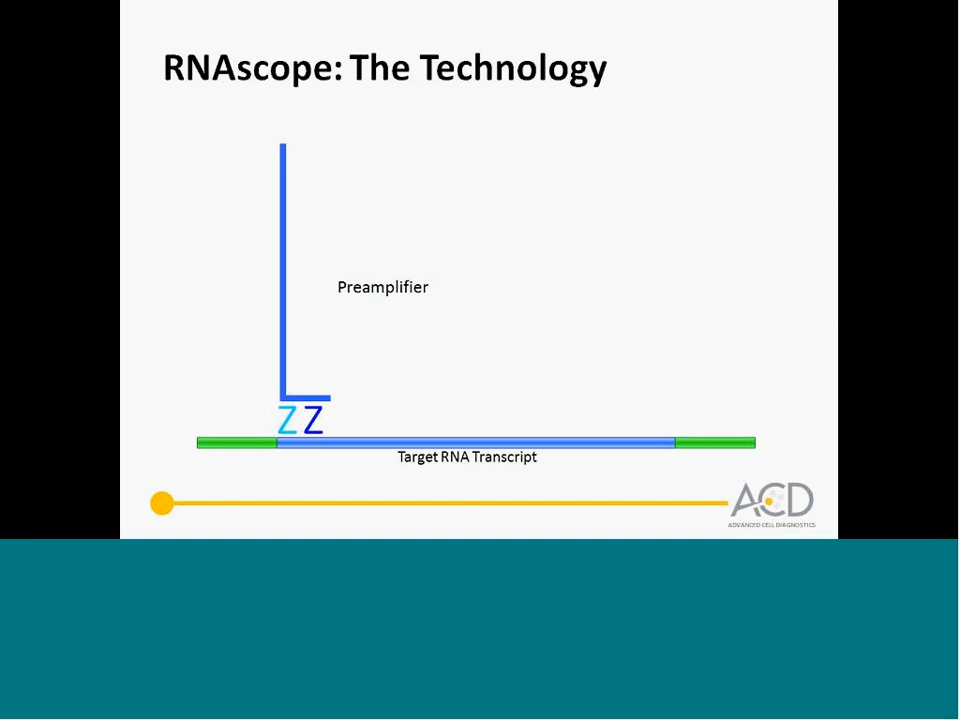 RNAscope: The Technology
Preamplifier
Z Z
Target RNA Transcript
ACD
ADVANCED CELL DIAGNOSTICS